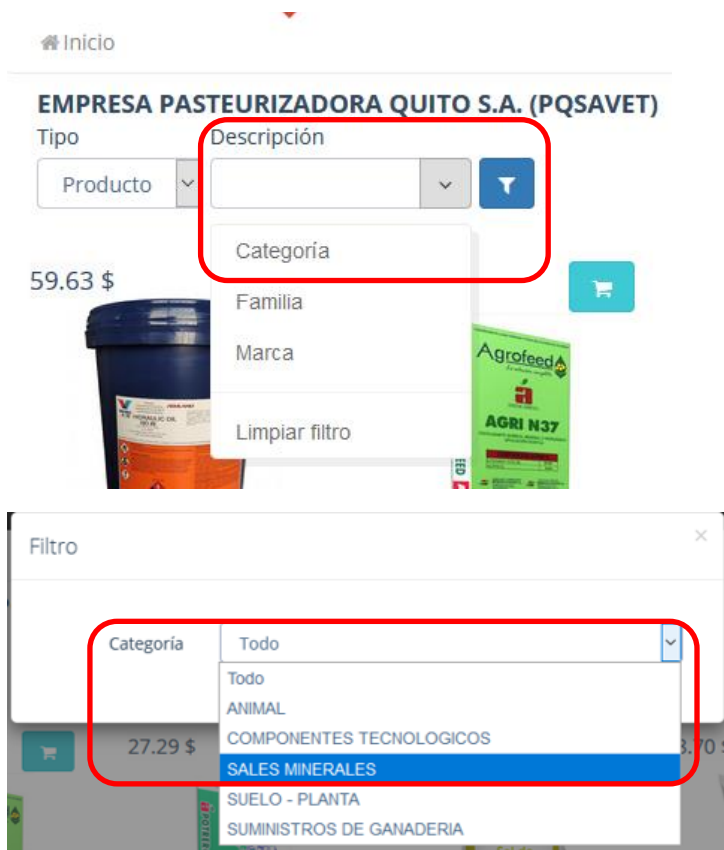 Inicio
EMPRESA PASTEURIZADORA QUITO S.A. (PQSAVET)
Tipo Descripción
Producto
Categoría
59.63 $
Familia
Marca
Agrofeed
AGRI N37
Limpiar filtro
Filtro ×
Categoría Todo
Todo
ANIMAL
COMPONENTES TECNOLOGICOS
27.29 $
SALES MINERALES
SUELO - PLANTA
SUMINISTROS DE GANADERIA